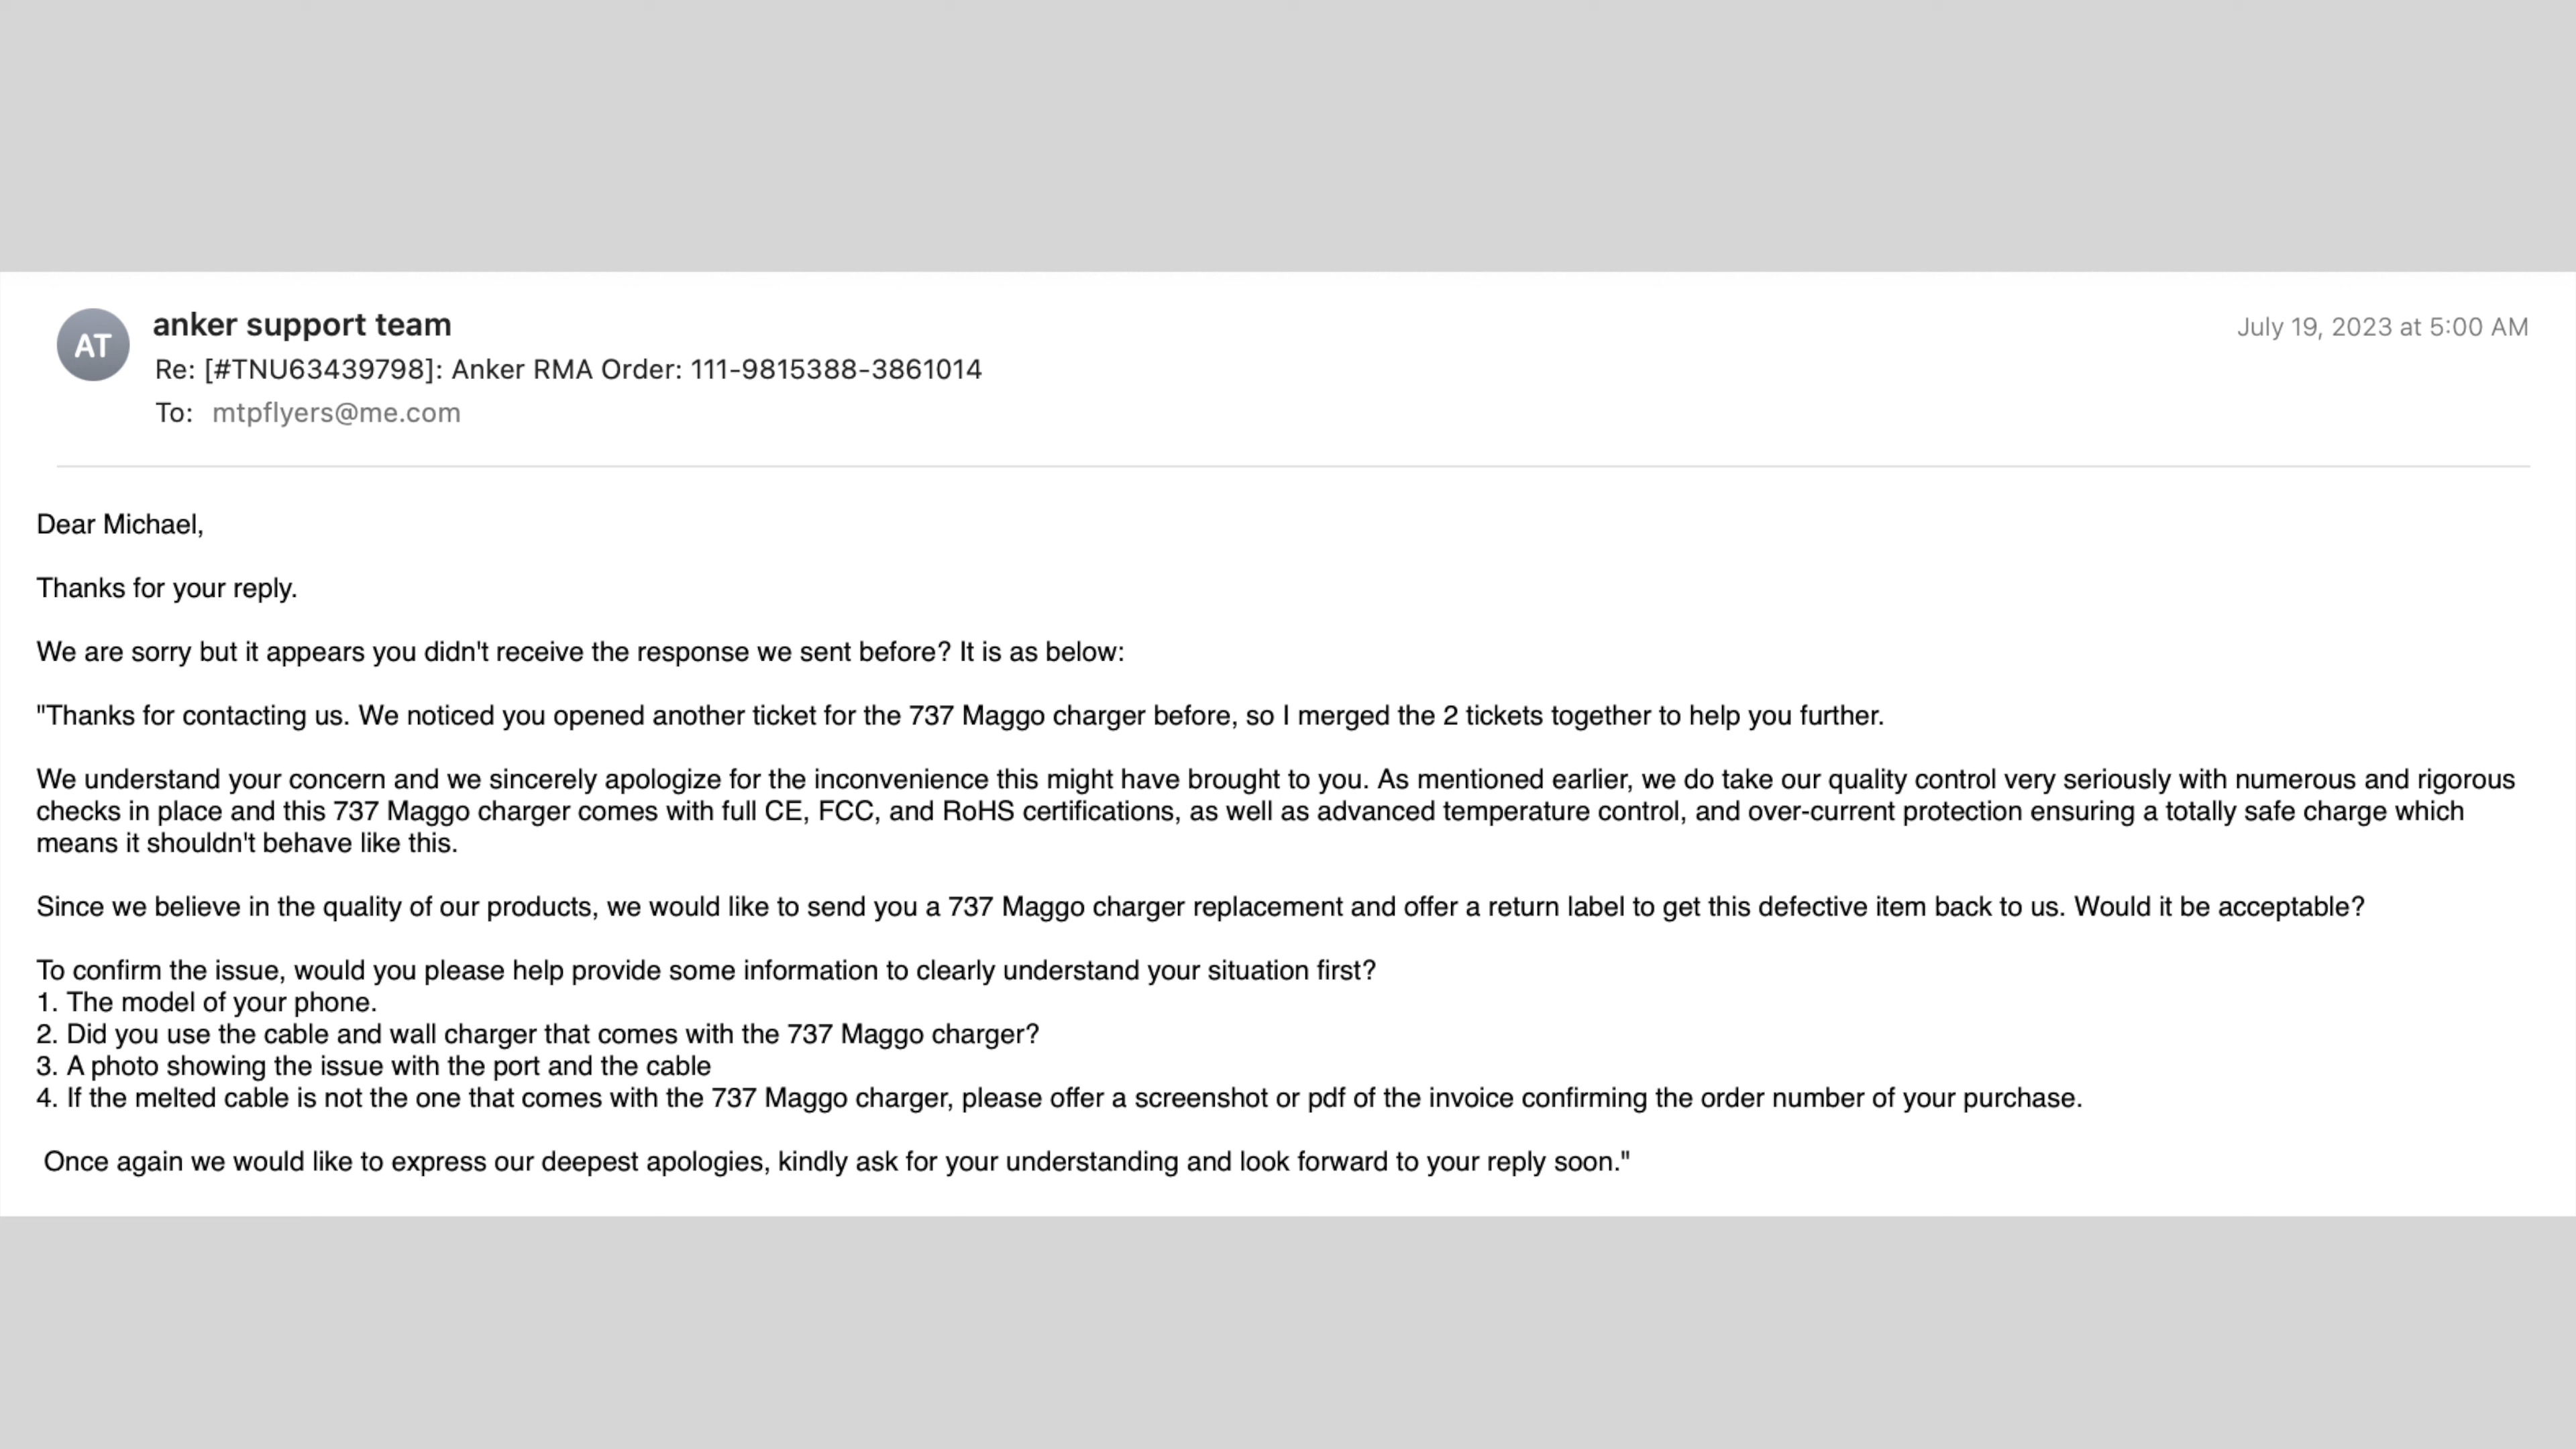 AT
anker support team
July 19, 2023 at 5:00 AM
Re: [#TNU63439798]: Anker RMA Order: 111-9815388-3861014
To: mtpflyers@me.com
Dear Michael,
Thanks for your reply.
We are sorry but it appears you didn't receive the response we sent before? It is as below:
"Thanks for contacting us. We noticed you opened another ticket for the 737 Maggo charger before, so I merged the 2 tickets together to help you further.
We understand your concern and we sincerely apologize for the inconvenience this might have brought to you. As mentioned earlier, we do take our quality control very seriously with numerous and rigorous
checks in place and this 737 Maggo charger comes with full CE, FCC, and RoHS certifications, as well as advanced temperature control, and over-current protection ensuring a totally safe charge which
means it shouldn't behave like this.
Since we believe in the quality of our products, we would like to send you a 737 Maggo charger replacement and offer a return label to get this defective item back to us. Would it be acceptable?
To confirm the issue, would you please help provide some information to clearly understand your situation first?
1. The model of your phone.
2. Did you use the cable and wall charger that comes with the 737 Maggo charger?
3. A photo showing the issue with the port and the cable
4. If the melted cable is not the one that comes with the 737 Maggo charger, please offer a screenshot or pdf of the invoice confirming the order number of your purchase.
Once again we would like to express our deepest apologies, kindly ask for your understanding and look forward to your reply soon."